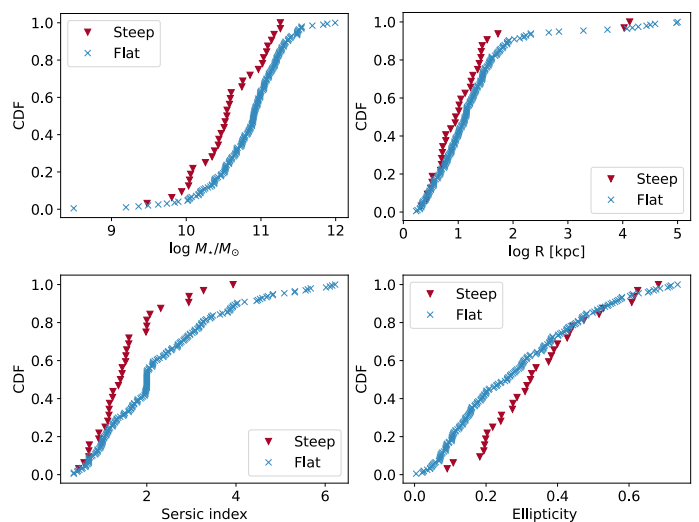 1.0
0.8
0.6
0.4
0.2
0.0
CDF
Steep
Flat
9 10 11 12
log M⋆/M⊙
1.0
0.8
0.6
0.4
0.2
0.0
CDF
Steep
Flat
0 1 2 3 4 5
log R [kpc]
1.0
0.8
0.6
0.4
0.2
0.0
CDF
Steep
Flat
2 4 6
Sersic index
1.0
0.8
0.6
0.4
0.2
0.0
CDF
Steep
Flat
0.0 0.2 0.4 0.6
Ellipticity